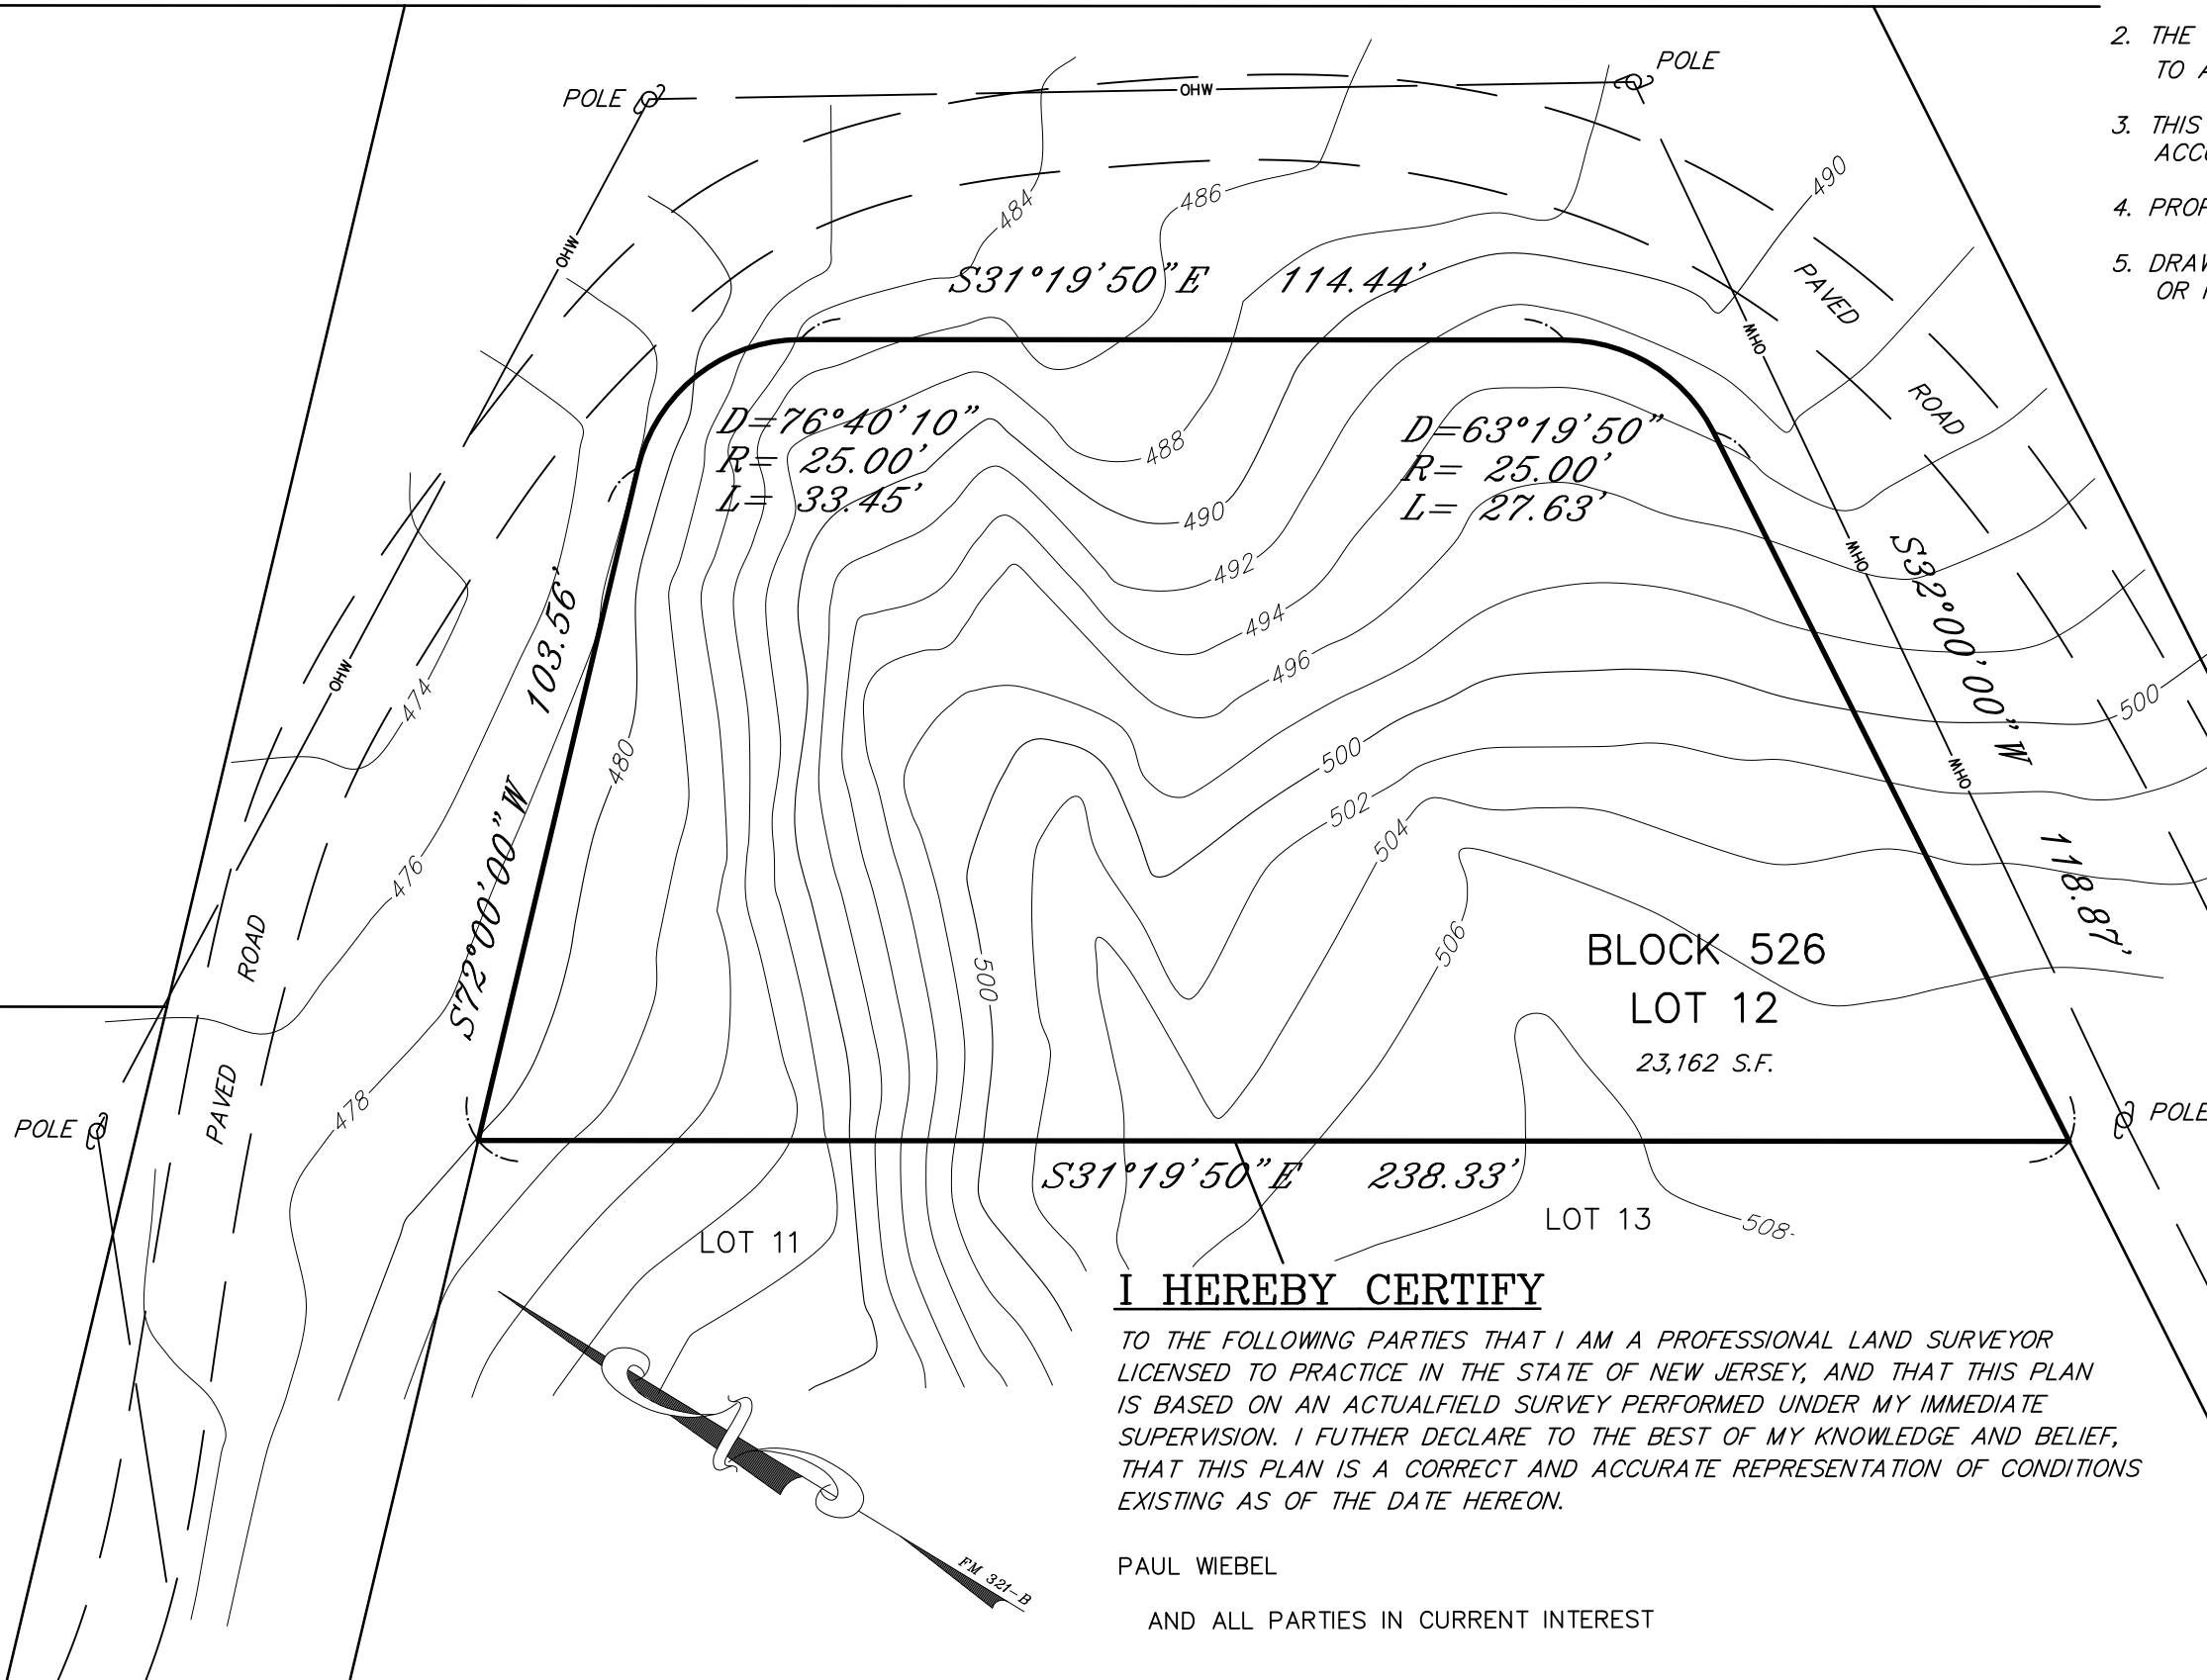 2. THE
TO A
3. THIS
ACCO
4. PROP
5. DRAW
OR
POLE
OHW
POLE
OHW
484
486
490
S31°19'50"E 114.44'
PAVED
ROAD
OHW
D=76°40'10"
R= 25.00'
L= 33.45'
488
D=63°19'50"
R= 25.00'
L= 27.63'
490
492
494
496
OHW
S32°00'00"W
118.87'
OHW
OHW
474
S72°00'00"W 103.56'
480
476
478
500
500
502
504
506
500
ROAD
PAVED
BLOCK 526
LOT 12
23,162 S.F.
POLE
POLE
S31°19'50"E 238.33'
LOT 11
LOT 13
508
I HEREBY CERTIFY
TO THE FOLLOWING PARTIES THAT I AM A PROFESSIONAL LAND SURVEYOR
LICENSED TO PRACTICE IN THE STATE OF NEW JERSEY, AND THAT THIS PLAN
IS BASED ON AN ACTUALFIELD SURVEY PERFORMED UNDER MY IMMEDIATE
SUPERVISION. I FUTHER DECLARE TO THE BEST OF MY KNOWLEDGE AND BELIEF,
THAT THIS PLAN IS A CORRECT AND ACCURATE REPRESENTATION OF CONDITIONS
EXISTING AS OF THE DATE HEREON.
FM 321-B
PAUL WIEBEL
AND ALL PARTIES IN CURRENT INTEREST